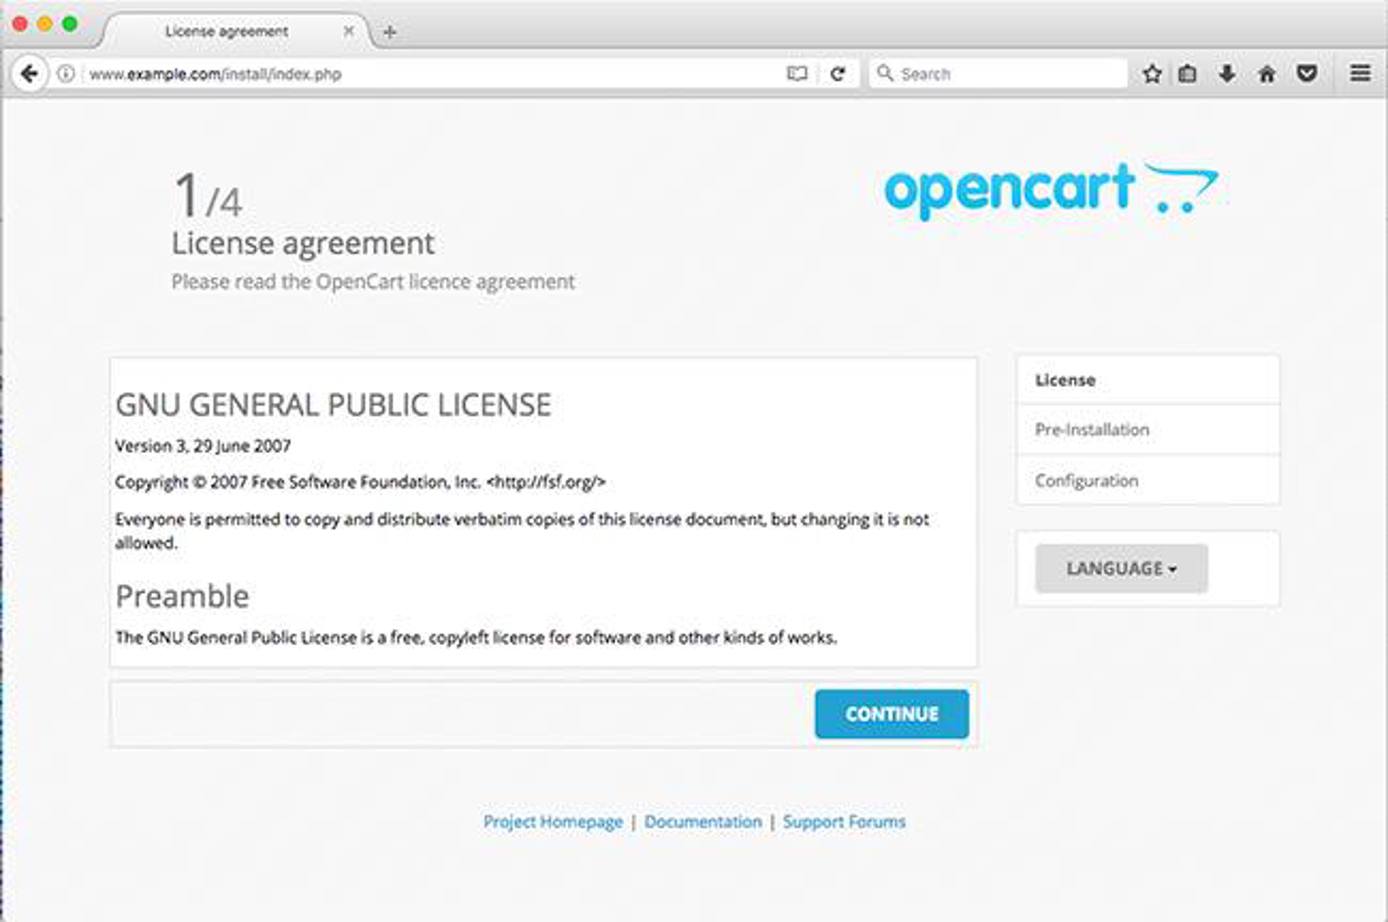 License agreement
www.example.com/install/index.php
Search
1/4
License agreement
Please read the OpenCart licence agreement
opencart
GNU GENERAL PUBLIC LICENSE
Version 3, 29 June 2007
Copyright © 2007 Free Software Foundation, Inc. <http://fsf.org/>
Everyone is permitted to copy and distribute verbatim copies of this license document, but changing it is not
allowed.
Preamble
The GNU General Public License is a free, copyleft license for software and other kinds of works.
License
Pre-Installation
Configuration
LANGUAGE
CONTINUE
Project Homepage | Documentation | Support Forums